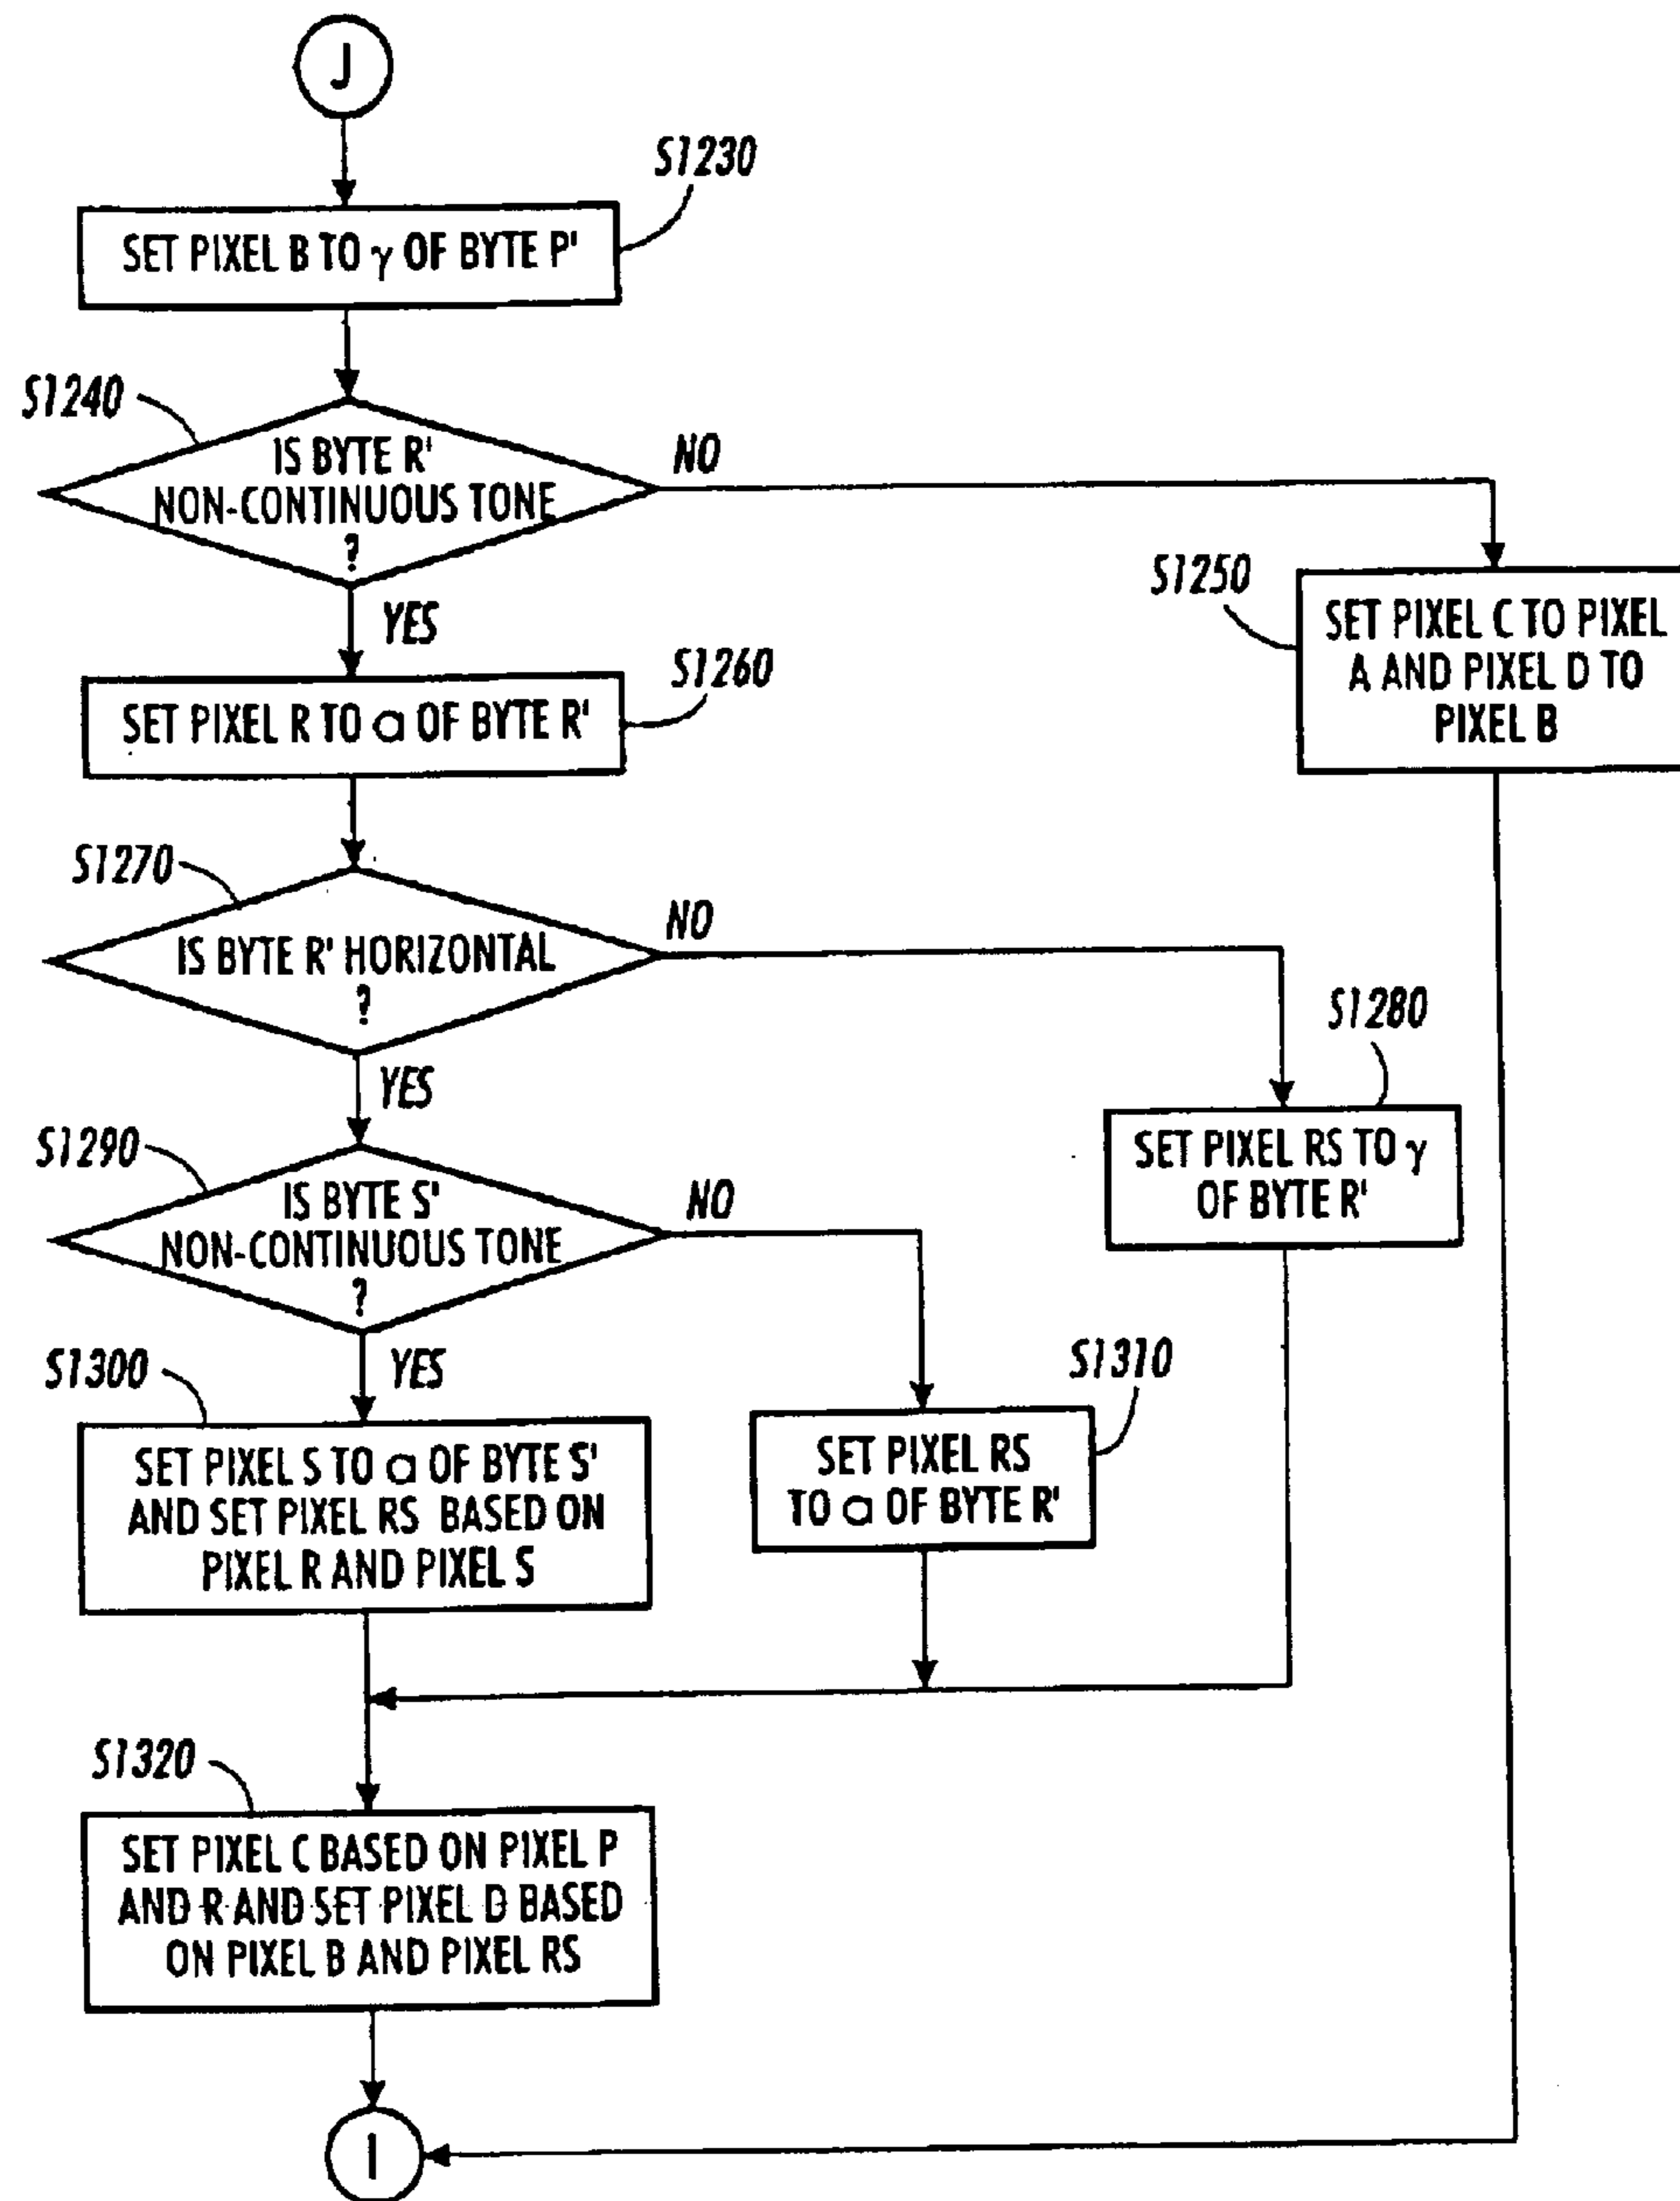 J
S1230
SET PIXEL B TO γ OF BYTE P'
S1240
IS BYTE R'
NON-CONTINUOUS TONE
?
NO
YES
S1250
SET PIXEL C TO PIXEL
A AND PIXEL D TO
PIXEL B
S1260
SET PIXEL R TO α OF BYTE R'
S1270
IS BYTE R' HORIZONTAL
?
NO
YES
S1280
SET PIXEL RS TO γ
OF BYTE R'
S1290
IS BYTE S'
NON-CONTINUOUS TONE
?
NO
YES
S1300
SET PIXEL S TO α OF BYTE S'
AND SET PIXEL RS BASED ON
PIXEL R AND PIXEL S
S1310
SET PIXEL RS
TO α OF BYTE R'
S1320
SET PIXEL C BASED ON PIXEL P
AND R AND SET PIXEL D BASED
ON PIXEL B AND PIXEL RS
I